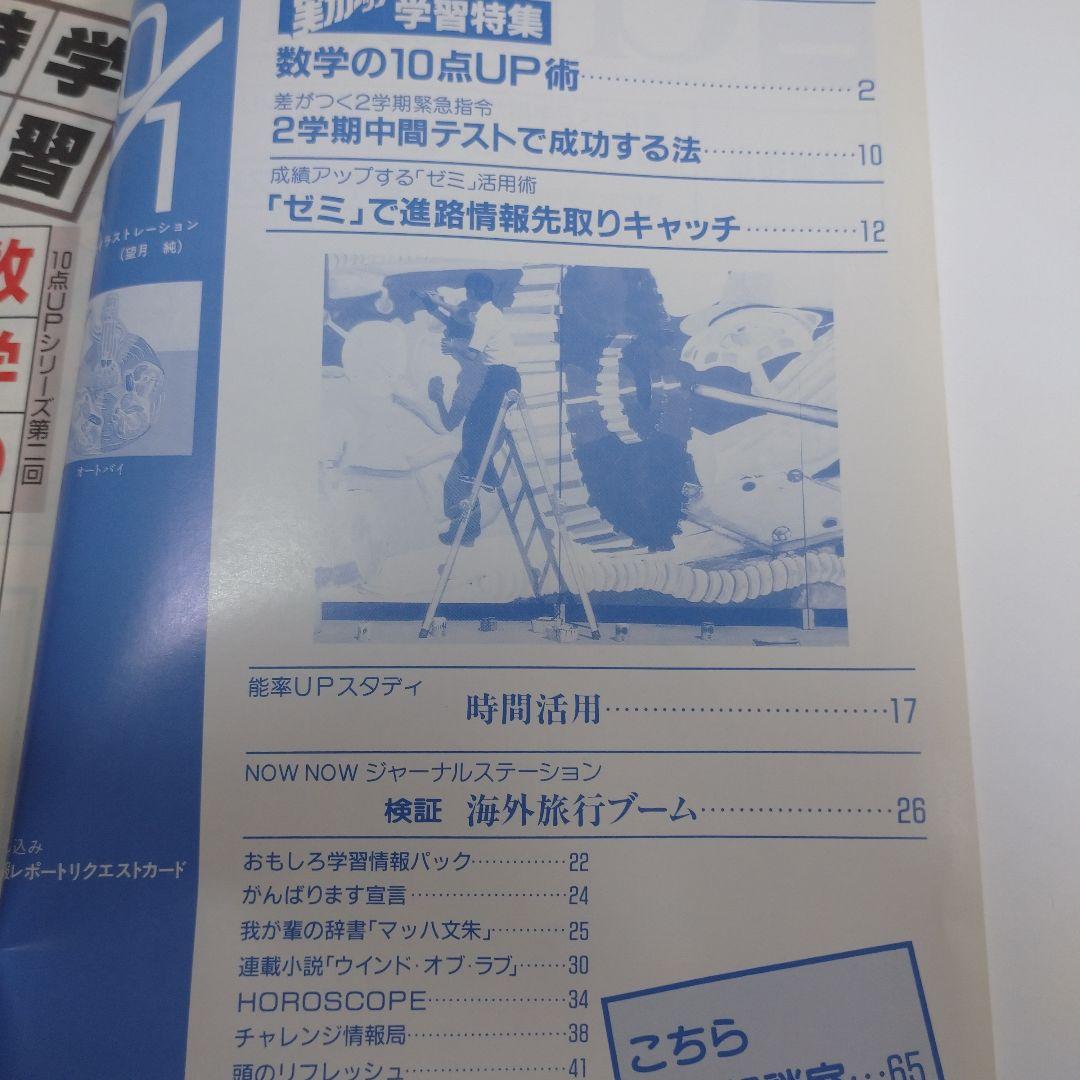 学習特集
数学の10点UP術 2
差がつく2学期緊急指令
2学期中間テストで成功する法 10
成績アップする「ゼミ」活用術
「ゼミ」で進路情報先取りキャッチ 12
能率UPスタディ
時間活用 17
NOW NOW ジャーナルステーション
検証 海外旅行ブーム 26
おもしろ学習情報パック 22
がんばります宣言 24
我が輩の辞書「マッハ文朱」 25
連載小説「ウインド・オブ・ラブ」 30
HOROSCOPE 34
チャレンジ情報局 38
頭のリフレッシュ 41
こちら
65
ラストレーション
(望月 純)
オートバイ
込み
レポートリクエストカード
学
習
数
学
10点UPシリーズ第二回